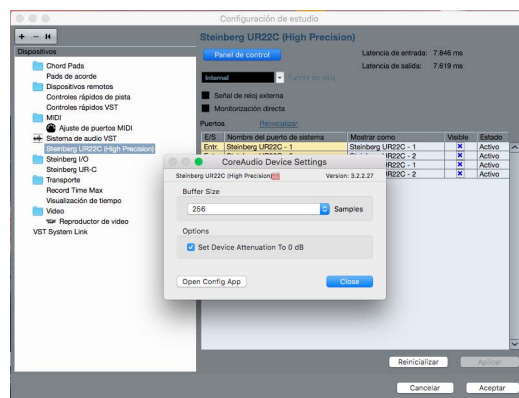 Configuración de estudio
Dispositivos
Chord Pads
Pads de acorde
Dispositivos remotos
Controles rápidos de pista
Controles rápidos VST
MIDI
Ajuste de puertos MIDI
Sistema de audio VST
Steinberg UR22C (High Precision)
Steinberg I/O
Steinberg UR-C
Transporte
Record Time Max
Visualización de tiempo
Video
Reproductor de video
VST System Link
Steinberg UR22C (High Precision)
Panel de control
Latencia de entrada: 7.846 ms
Latencia de salida: 7.619 ms
Internal
Fuente de reloj
Señal de reloj externa
Monitorización directa
Puertos Reinicializar
E/S Nombre del puerto de sistema Mostrar como Visible Estado
Entr. Steinberg UR22C - 1 Steinberg UR22C - 1 Activo
UR22C - 2 Activo
UR22C - 1 Activo
UR22C - 2 Activo
CoreAudio Device Settings
Steinberg UR22C (High Precision) Version: 3.2.2.27
Buffer Size
256 Samples
Options
Set Device Attenuation To 0 dB
Open Config App Close
Reinicializar Aplicar
Cancelar Aceptar